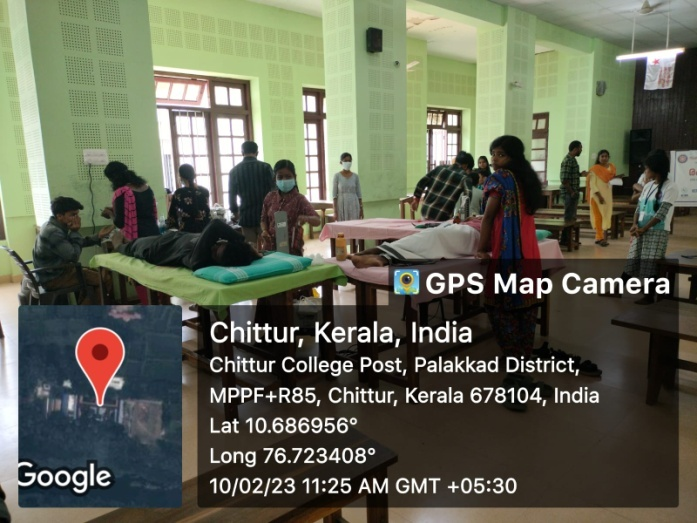 GPS Map Camera
Chittur, Kerala, India
Chittur College Post, Palakkad District,
MPPF+R85, Chittur, Kerala 678104, India
Lat 10.686956°
Long 76.723408°
10/02/23 11:25 AM GMT +05:30
Google